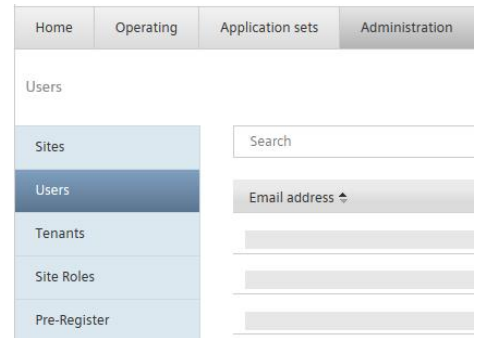 Home Operating Application sets Administration
Users
Sites
Search
Users
Email address
Tenants
Site Roles
Pre-Register